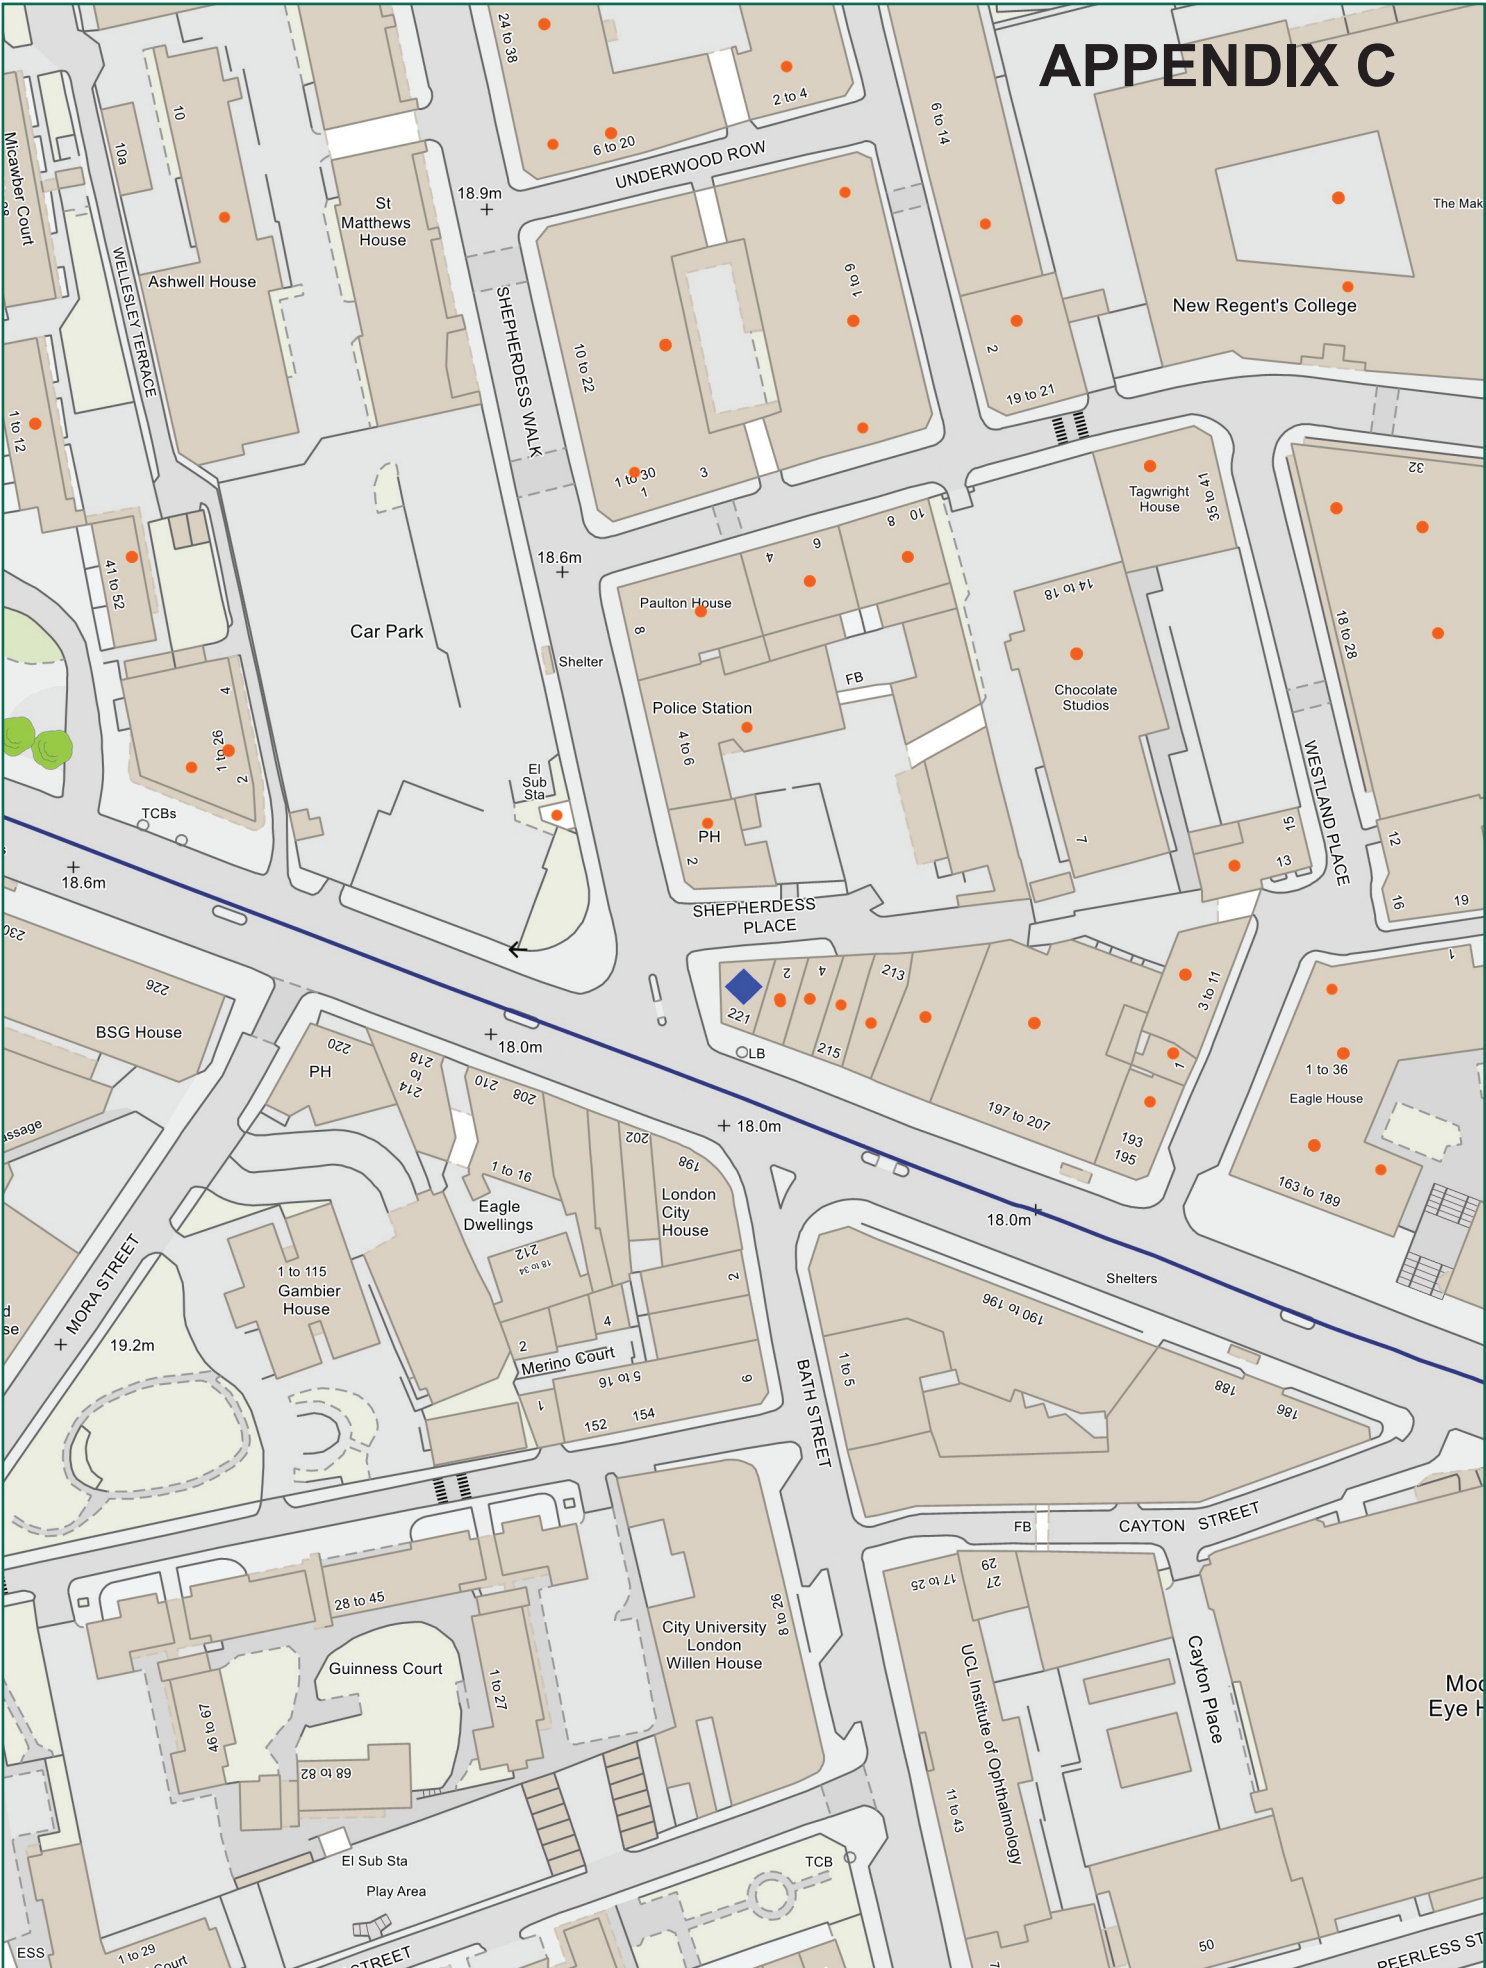 APPENDIX C
24 to 38
2 to 4
6 to 20
UNDERWOOD ROW
6 to 14
10
10a
Micawber Court
St
Matthews
House
18.9m
The Mak
Ashwell House
WELLESLEY TERRACE
SHEPHERDESS WALK
1 to 9
New Regent's College
10 to 22
2
19 to 21
1 to 12
1 to 30
1
3
32
Tagwright
House
35 to 41
18.6m
41 to 52
4
6
8
10
Paulton House
8
14 to 18
18 to 28
Car Park
Shelter
FB
Police Station
4 to 6
Chocolate
Studios
4
1 to 26
2
El
Sub
Sta
WESTLAND PLACE
TCBs
PH
2
7
15
13
12
16
19
18.6m
SHEPHERDESS
PLACE
230
226
BSG House
221
2
4
213
215
3 to 11
1
1
LB
18.0m
PH
220
218
to
214
210
208
202
198
1 to 16
18.0m
197 to 207
193
195
1 to 36
Eagle House
163 to 189
Eagle
Dwellings
London
City
House
18.0m
212
18 to 34
2
Shelters
190 to 196
MORA STREET
1 to 115
Gambier
House
19.2m
2
4
Merino Court
5 to 16
1
152
154
9
BATH STREET
1 to 5
188
186
FB
CAYTON STREET
28 to 45
17 to 25
29
27
Guinness Court
46 to 67
1 to 27
68 to 82
City University
London
Willen House
8 to 26
UCL Institute of Ophthalmology
11 to 43
Cayton Place
Moo
Eye H
El Sub Sta
Play Area
TCB
ESS
1 to 29
Court
STREET
7
50
PEERLESS ST